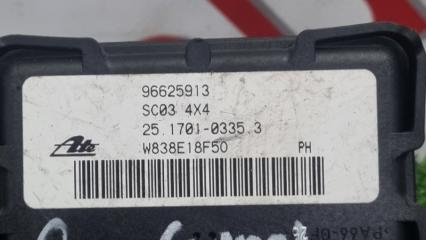 96625913
SC03 4X4
25.1701-0335.3
Ate
W838E18F50 PH